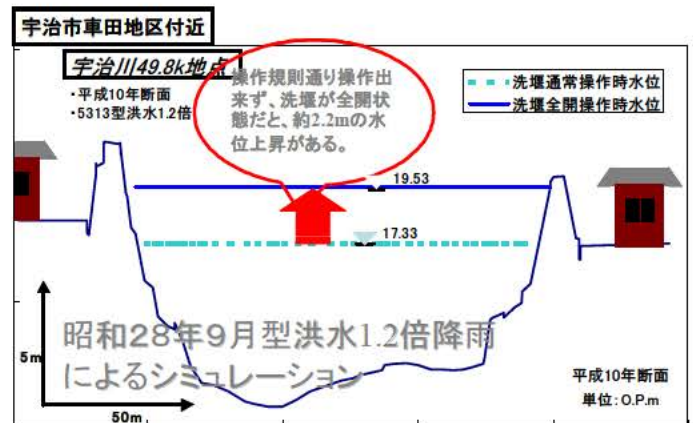 宇治市車田地区付近
宇治川49.8k地点
・平成10年断面
・5313型洪水1.2倍
操作規則通り操作出
来ず、洗堰が全開状
態だと、約2.2mの水
位上昇がある。
洗堰通常操作時水位
洗堰全開操作時水位
19.53
17.33
昭和28年9月型洪水1.2倍降雨
によるシミュレーション
5m
50m
平成10年断面
単位：O.P.m